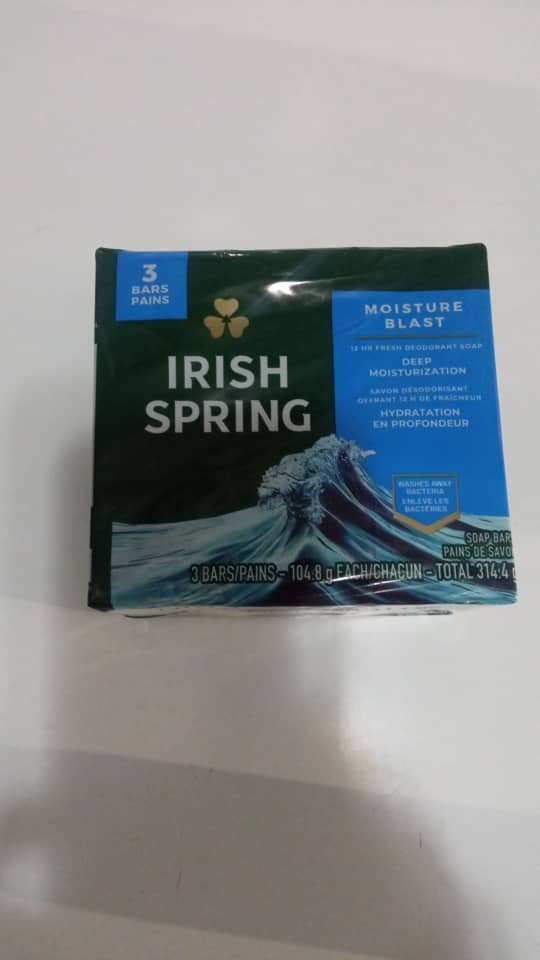 3
BARS
PAINS
IRISH
SPRING
MOISTURE
BLAST
12 HR FRESH DEODORANT SOAP
DEEP
MOISTURIZATION
SAVON DÉSODORISANT
OFFRANT 12 H DE FRAÎCHEUR
HYDRATATION
EN PROFONDEUR
WASHES AWAY
BACTERIA
ENLÈVE LES
BACTÉRIES
SOAP BAR
PAINS DE SAVO
3 BARS/PAINS - 104.8 g EACH/CHACUN - TOTAL 314.4 g